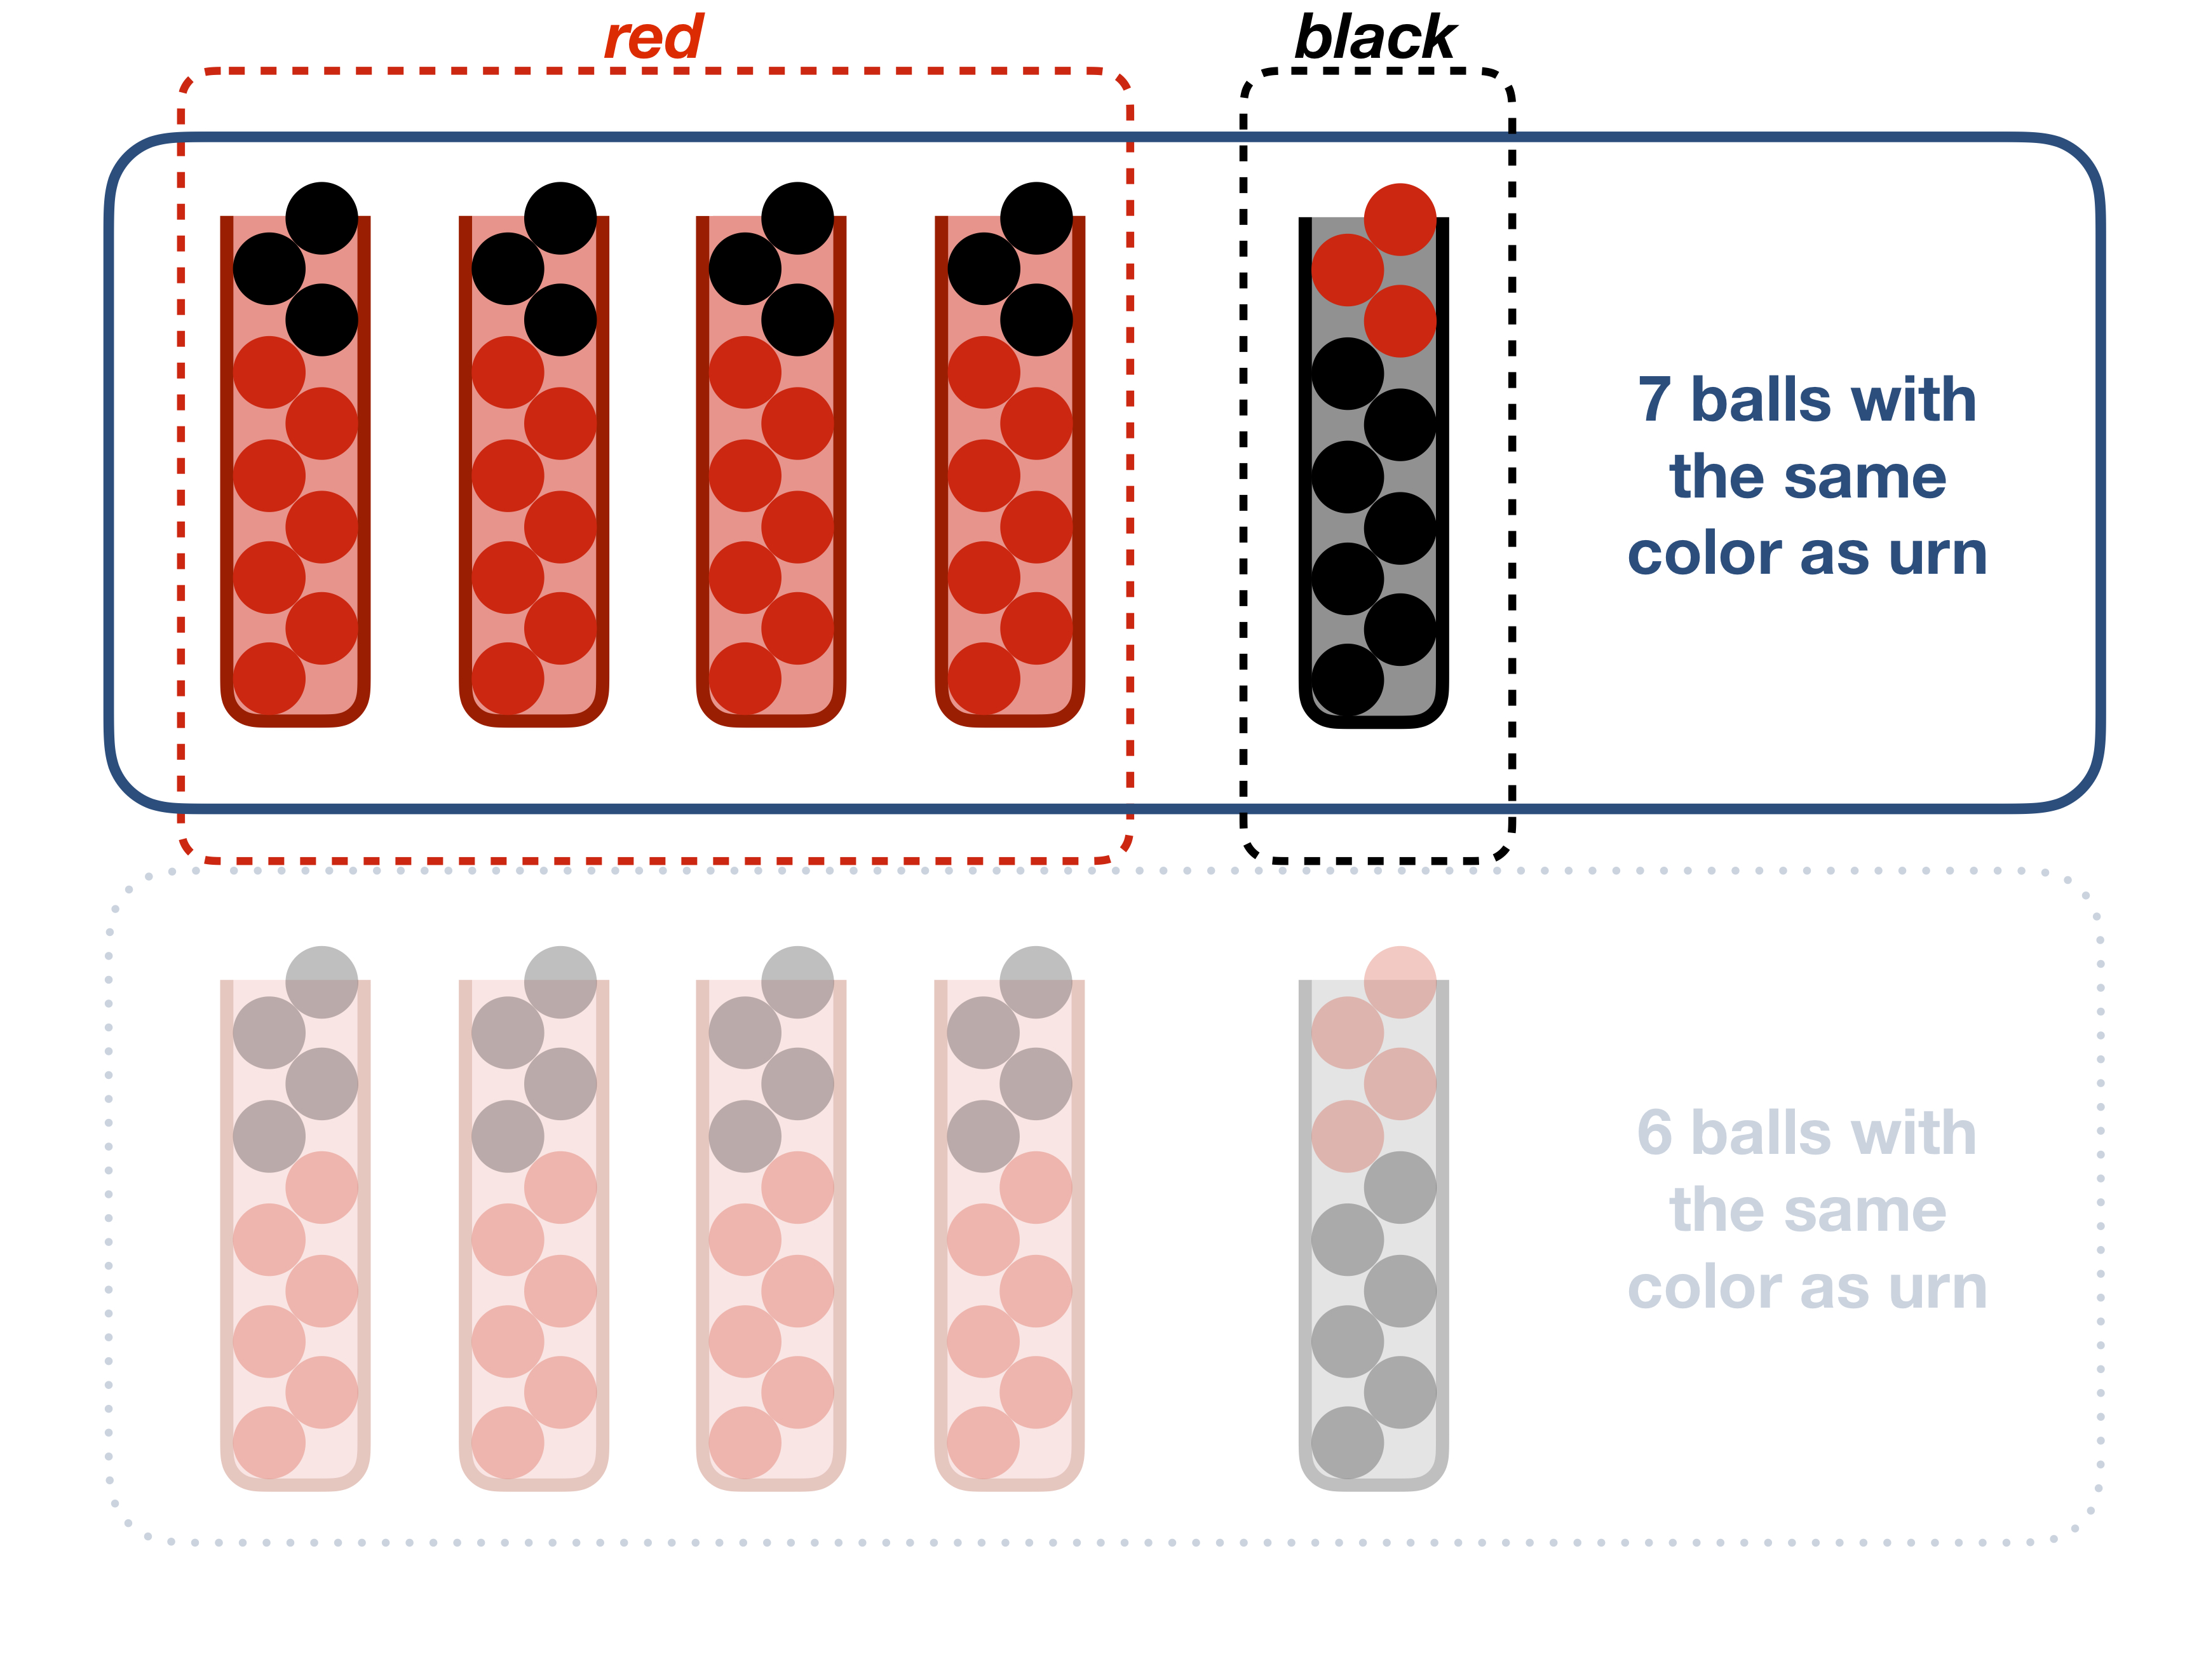 red
black
7 balls with
the same
color as urn
6 balls with
the same
color as urn